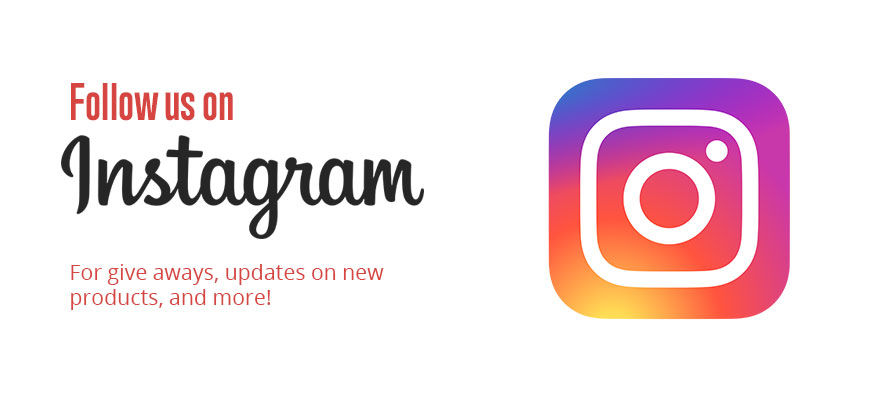 Follow us on
Instagram
For give aways, updates on new
products, and more!